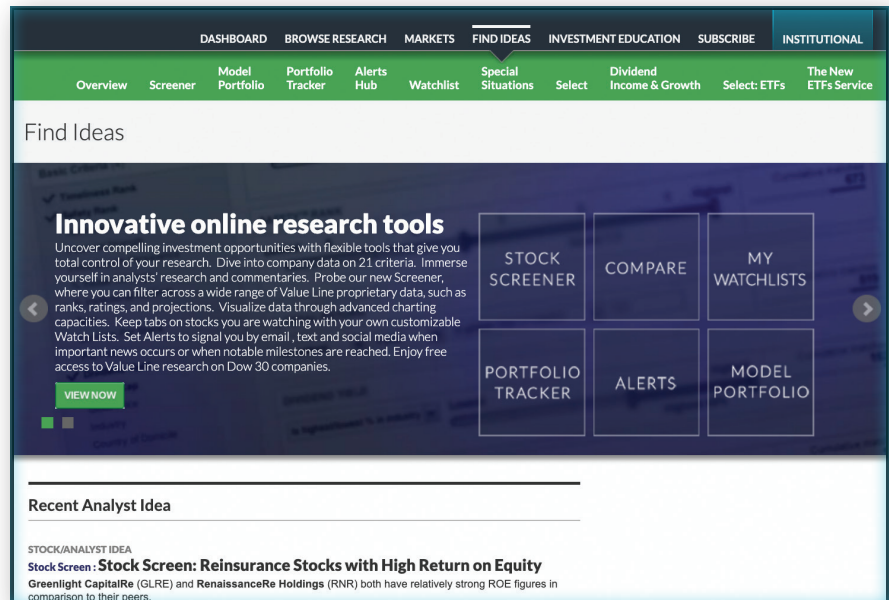 DASHBOARD BROWSE RESEARCH MARKETS FIND IDEAS INVESTMENT EDUCATION SUBSCRIBE INSTITUTIONAL
Overview Screener Model Portfolio Portfolio Tracker Alerts Hub Watchlist Special Situations Select Dividend Income & Growth Select: ETFs The New ETFs Service
Find Ideas
Innovative online research tools
Uncover compelling investment opportunities with flexible tools that give you
total control of your research. Dive into company data on 21 criteria. Immerse
yourself in analysts' research and commentaries. Probe our new Screener,
where you can filter across a wide range of Value Line proprietary data, such as
ranks, ratings, and projections. Visualize data through advanced charting
capacities. Keep tabs on stocks you are watching with your own customizable
Watch Lists. Set Alerts to signal you by email , text and social media when
important news occurs or when notable milestones are reached. Enjoy free
access to Value Line research on Dow 30 companies.
VIEW NOW
STOCK
SCREENER
COMPARE
MY
WATCHLISTS
PORTFOLIO
TRACKER
ALERTS
MODEL
PORTFOLIO
Recent Analyst Idea
STOCK/ANALYST IDEA
Stock Screen : Stock Screen: Reinsurance Stocks with High Return on Equity
Greenlight CapitalRe (GLRE) and RenaissanceRe Holdings (RNR) both have relatively strong ROE figures in
comparison to their peers.